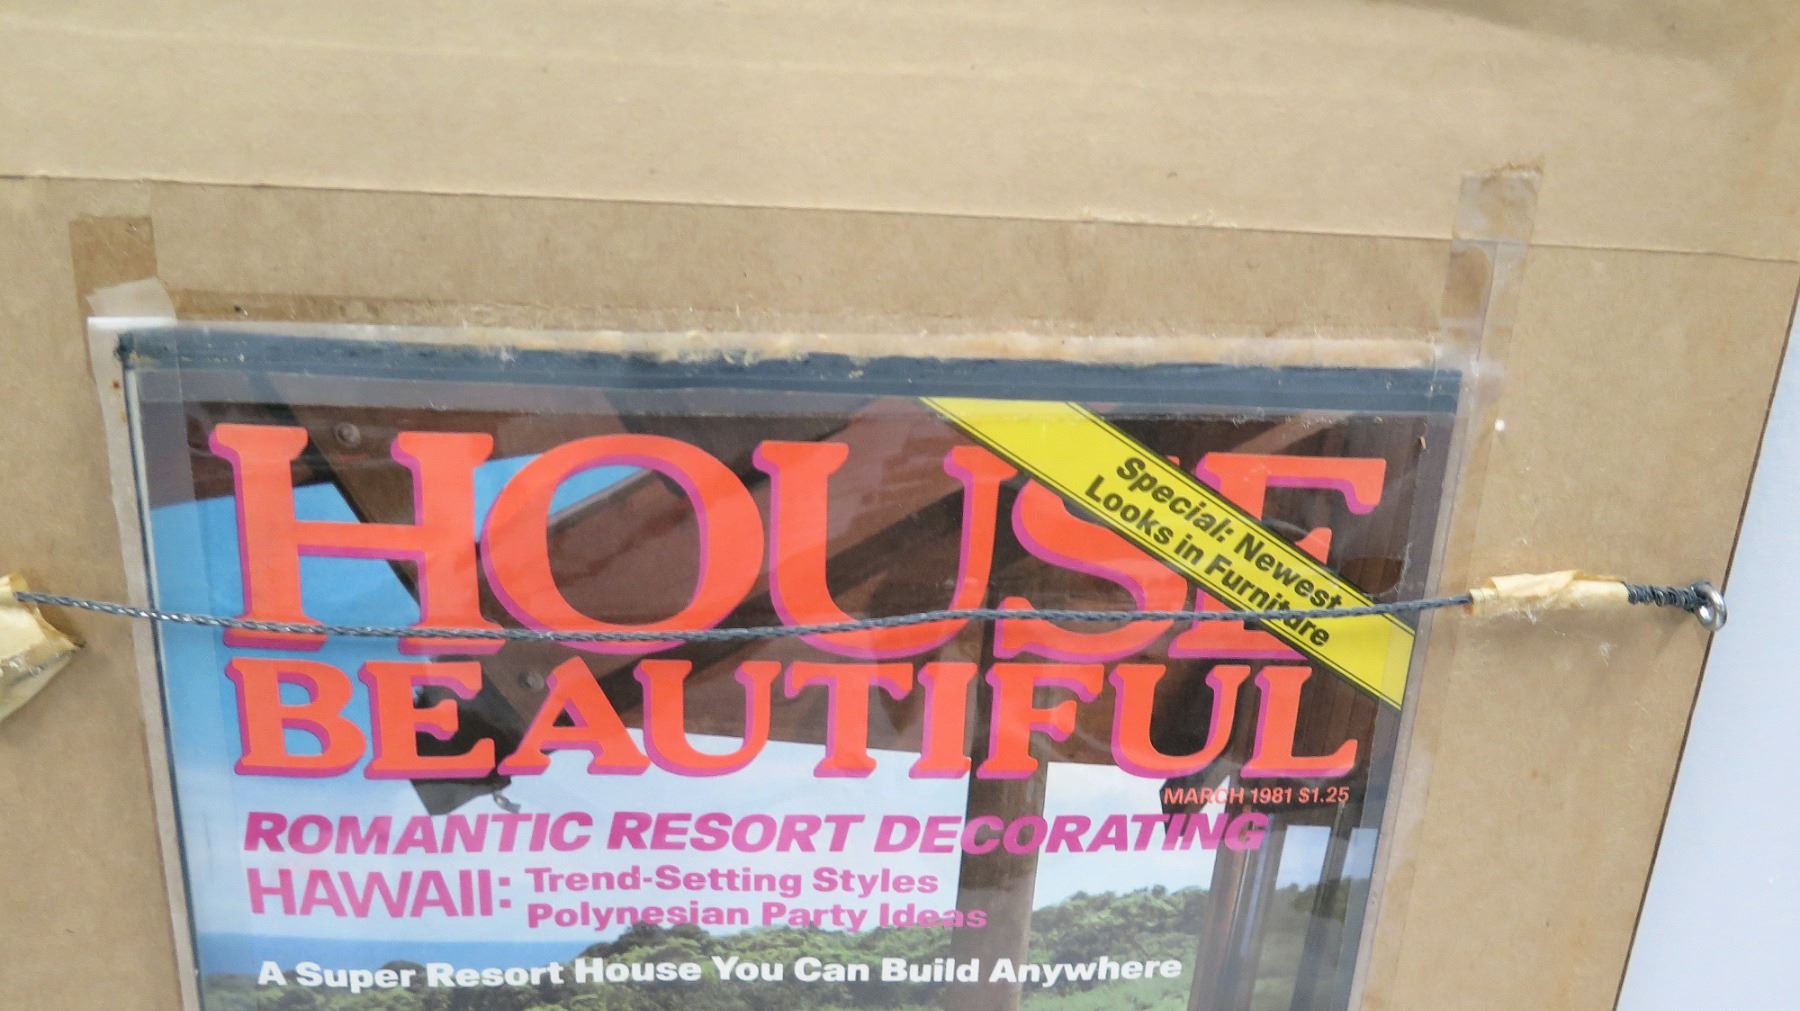 HOUSE
BEAUTIFUL
Special: Newest
Looks in Furniture
MARCH 1981 $1.25
ROMANTIC RESORT DECORATING
HAWAII: Trend-Setting Styles
Polynesian Party Ideas
A Super Resort House You Can Build Anywhere